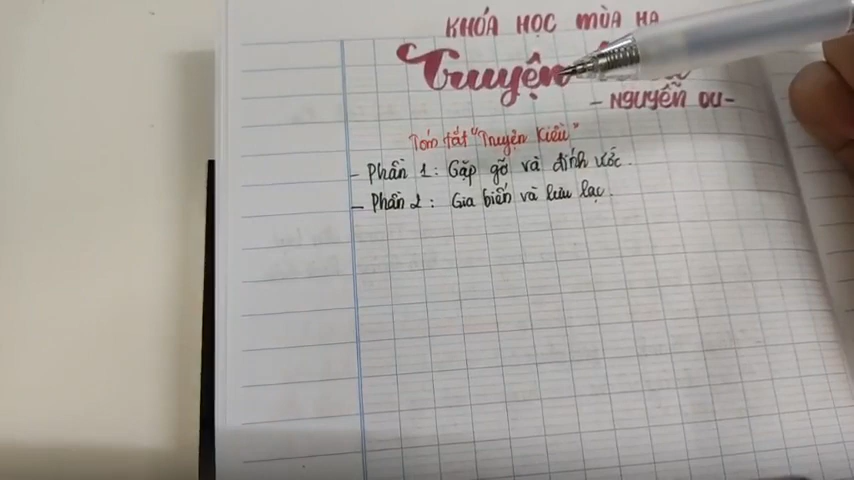 KHÓA HỌC MÙA HẠ
Truyện
- NGUYỄN DU -
Tóm tắt "Truyện Kiều"
- Phần 1: Gặp gỡ và đính ước.
- Phần 2: Gia biến và lưu lạc.